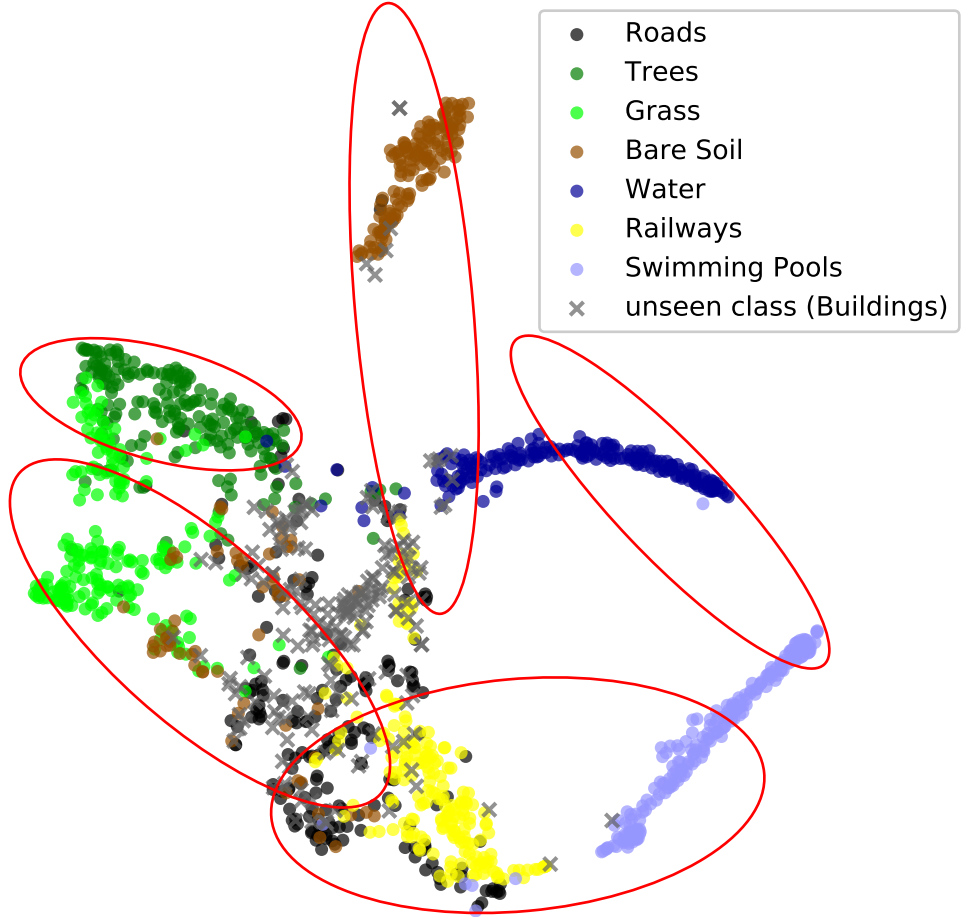 Roads
Trees
Grass
Bare Soil
Water
Railways
Swimming Pools
unseen class (Buildings)